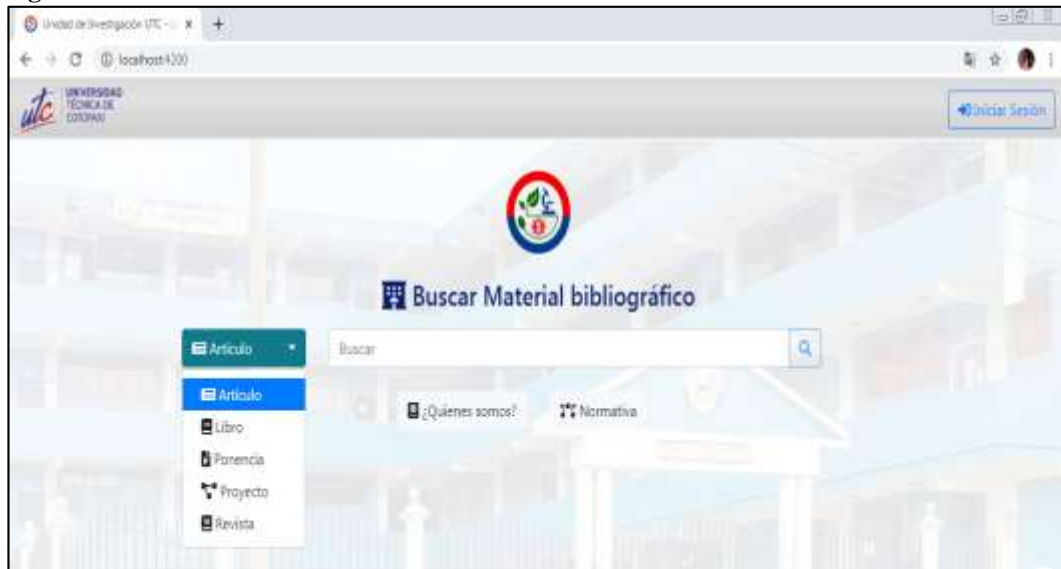 Unidad de Investigación UTC -
localhost:4200
utc UNIVERSIDAD
TÉCNICA DE
COTOPAXI
Iniciar Sesión
Buscar Material bibliográfico
Artículo
Buscar
Artículo
Libro
Ponencia
Proyecto
Revista
¿Quienes somos?
Normativa